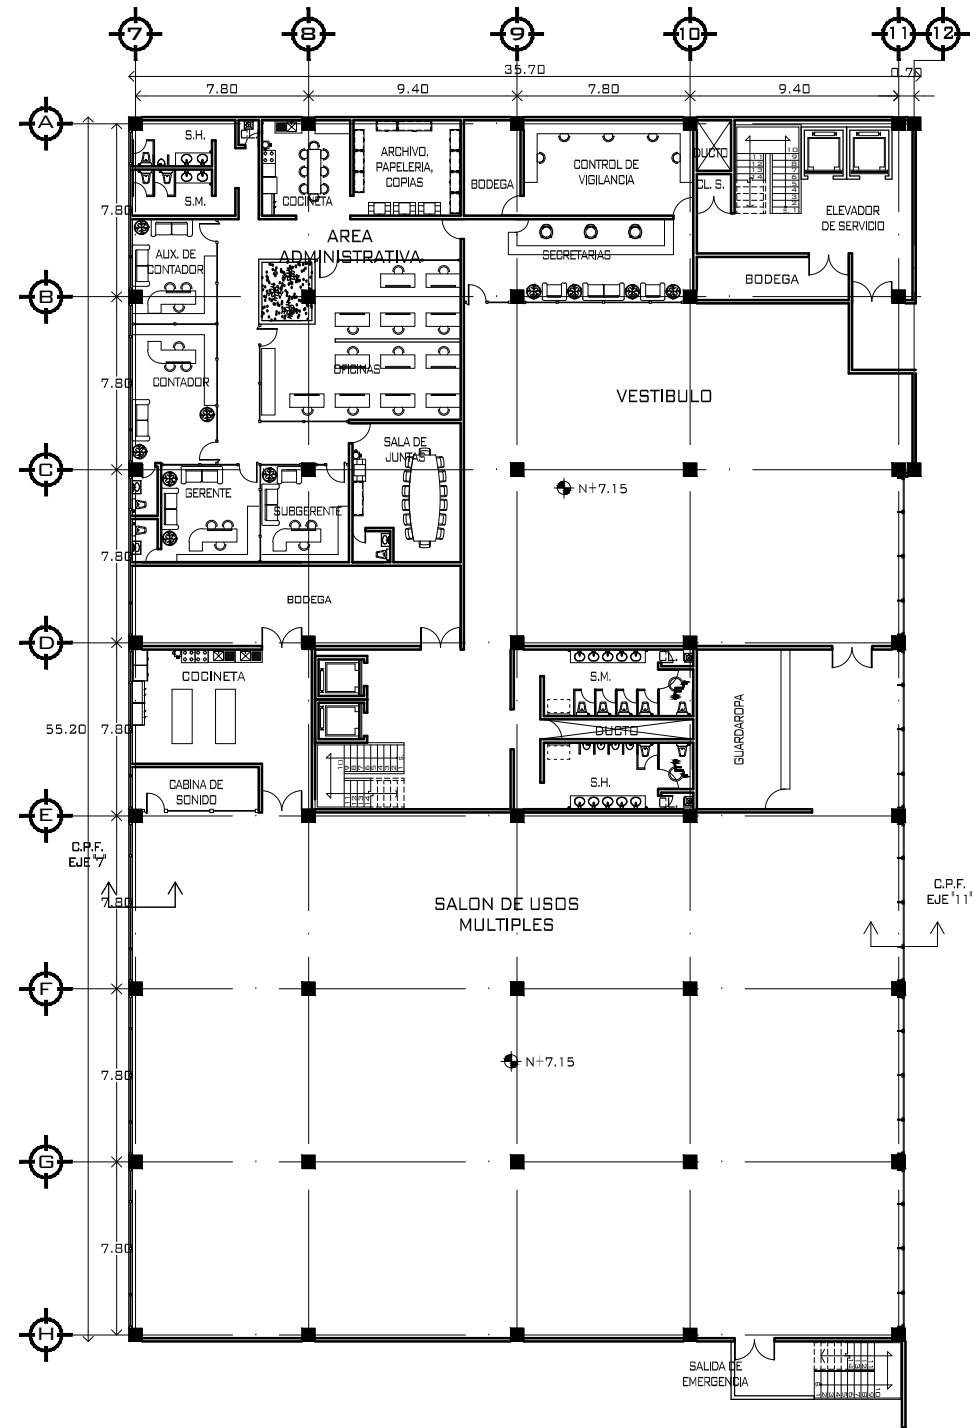 7 8 9 10 11 12
35.70
0.70
7.80 9.40 7.80 9.40
A
S.H.
S.M.
COCINETA
ARCHIVO,
PAPELERIA,
COPIAS
BODEGA
CONTROL DE
VIGILANCIA
DUCTO
CL. S.
ELEVADOR
DE SERVICIO
7.80
AREA
ADMINISTRATIVA
AUX. DE
CONTADOR
SECRETARIAS
BODEGA
B
OFICINAS
7.80
CONTADOR
VESTIBULO
SALA DE
JUNTAS
C
GERENTE
SUBGERENTE
N+7.15
7.80
BODEGA
D
COCINETA
S.M.
55.20
7.80
DUCTO
GUARDAROPA
CABINA DE
SONIDO
S.H.
E
C.P.F.
EJE "7"
C.P.F.
EJE "11"
7.80
SALON DE USOS
MULTIPLES
F
N+7.15
7.80
G
7.80
H
SALIDA DE
EMERGENCIA